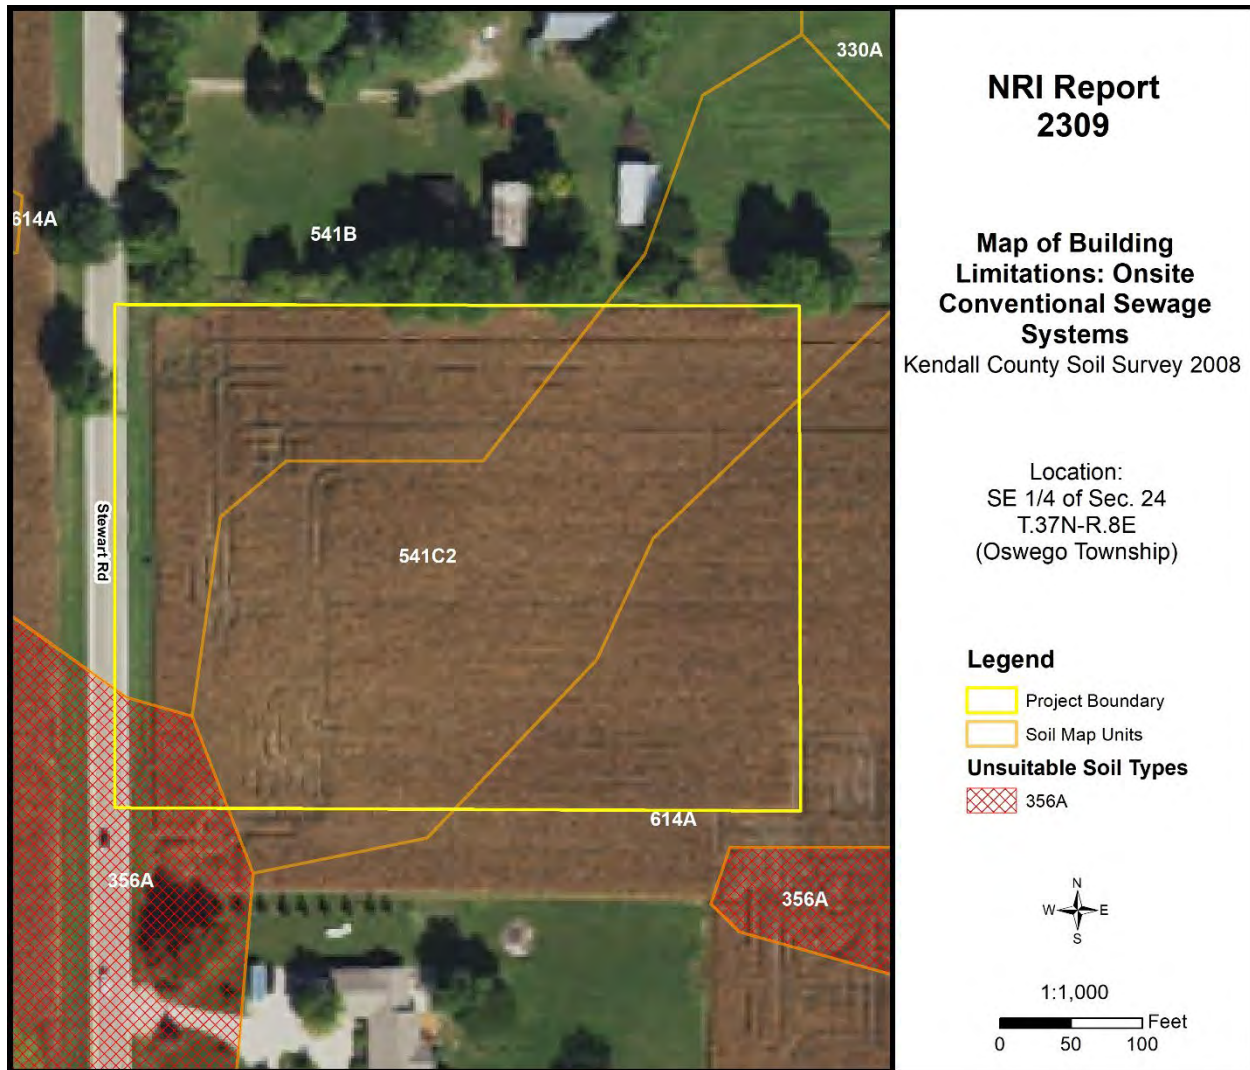 330A
614A
541B
Stewart Rd
541C2
614A
356A
356A
NRI Report
2309
Map of Building
Limitations: Onsite
Conventional Sewage
Systems
Kendall County Soil Survey 2008
Location:
SE 1/4 of Sec. 24
T.37N-R.8E
(Oswego Township)
Legend
Project Boundary
Soil Map Units
Unsuitable Soil Types
356A
N
W E
S
1:1,000
Feet
0 50 100